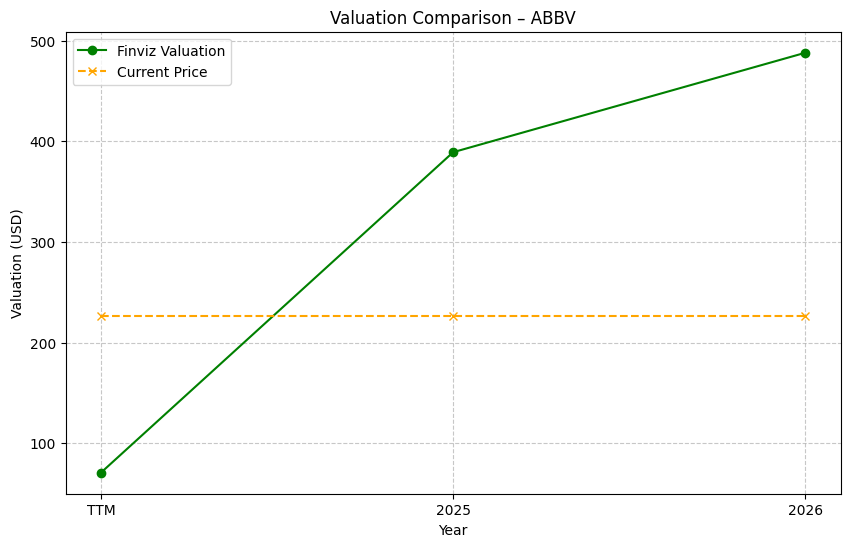 Valuation Comparison – ABBV
Finviz Valuation
Current Price
Valuation (USD)
500
400
300
200
100
TTM
2025
2026
Year